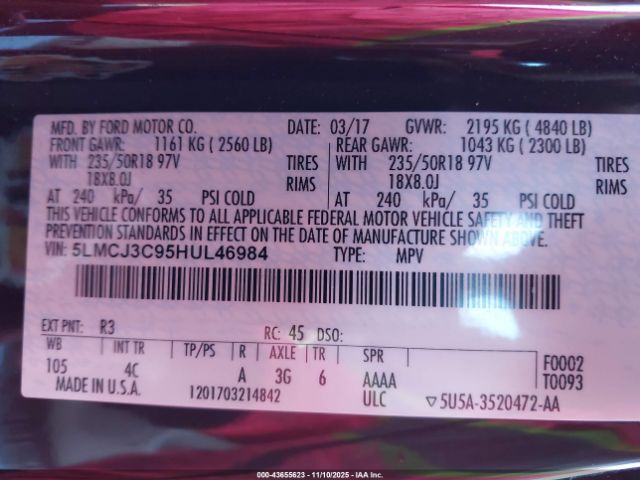 MFD. BY FORD MOTOR CO. DATE: 03/17 GVWR: 2195 KG (4840 LB)
FRONT GAWR: 1161 KG (2560 LB) REAR GAWR: 1043 KG (2300 LB)
WITH 235/50R18 97V TIRES WITH 235/50R18 97V TIRES
18X8.0J RIMS 18X8.0J RIMS
AT 240 kPa/ 35 PSI COLD AT 240 kPa/ 35 PSI COLD
THIS VEHICLE CONFORMS TO ALL APPLICABLE FEDERAL MOTOR VEHICLE SAFETY AND THEFT
PREVENTION STANDARDS IN EFFECT ON THE DATE OF MANUFACTURE SHOWN ABOVE.
VIN: 5LMCJ3C95HUL46984 TYPE: MPV
EXT PNT: R3 RC: 45 DSO:
WB INT TR TP/PS R AXLE TR SPR
105 4C A 3G 6 AAAA F0002
MADE IN U.S.A. 1201703214842 ULC T0093
▽5U5A-3520472-AA
000-43655623 - 11/10/2025 - IAA Inc.